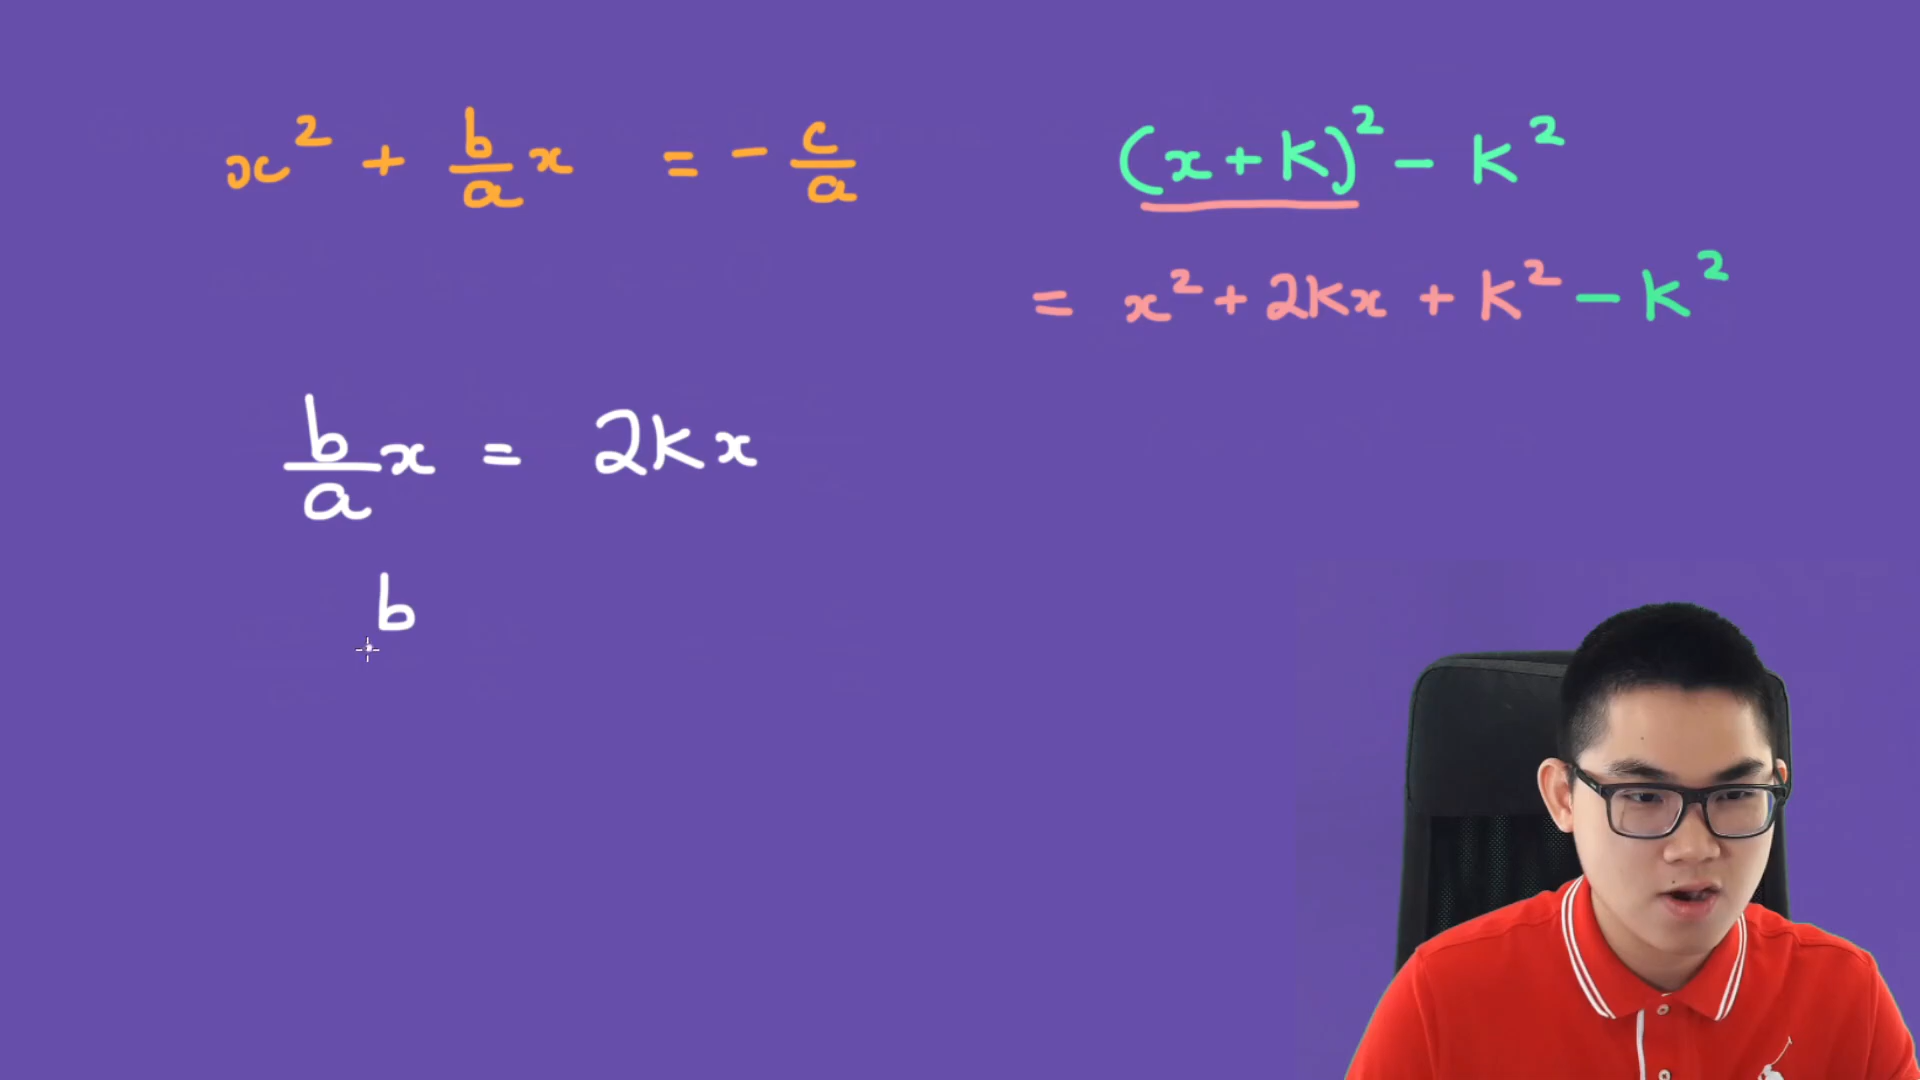 x² + b/a x = - c/a
(x + k)² - k²
= x² + 2kx + k² - k²
b/a x = 2kx
b